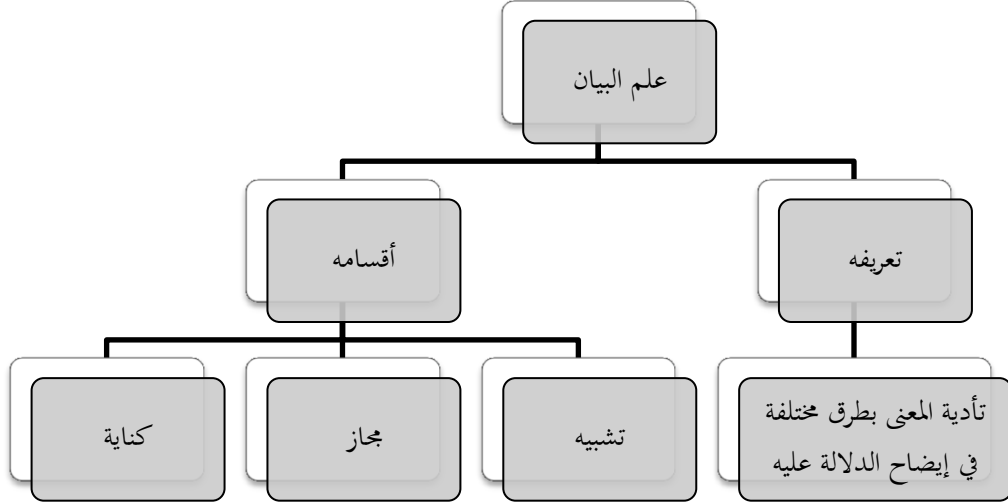 علم البيان
تعريفه
أقسامه
تأدية المعنى بطرق مختلفة
في إيضاح الدلالة عليه
تشبيه
مجاز
كناية